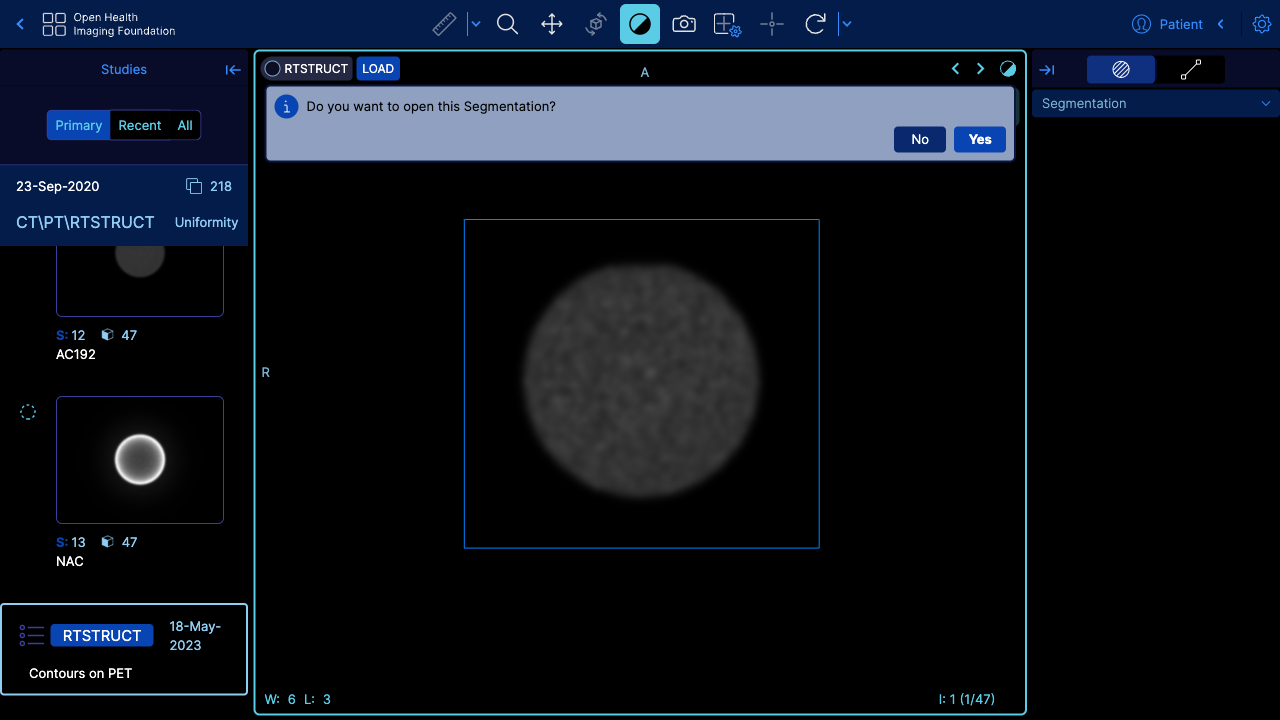 Open Health
Imaging Foundation
Patient
Studies
Primary
Recent
All
23-Sep-2020
218
CT\PT\RTSTRUCT
Uniformity
S: 12
47
AC192
S: 13
47
NAC
RTSTRUCT
18-May-
2023
Contours on PET
RTSTRUCT
LOAD
A
Do you want to open this Segmentation?
No
Yes
R
W: 6 L: 3
I: 1 (1/47)
Segmentation